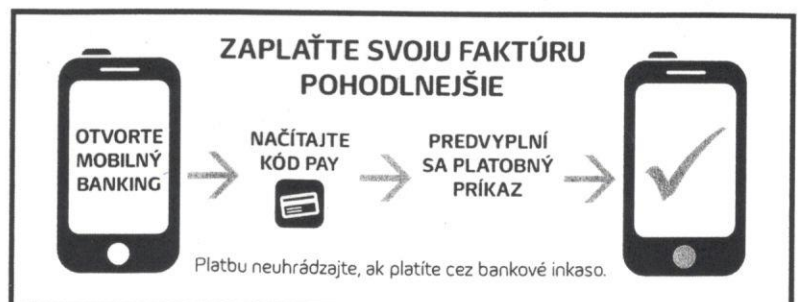 ZAPLAŤTE SVOJU FAKTÚRU
POHODLNEJŠIE
OTVORTE
MOBILNÝ
BANKING
NAČÍTAJTE
KÓD PAY
PREDVYPLNÍ
SA PLATOBNÝ
PRÍKAZ
Platbu neuhrádzajte, ak platíte cez bankové inkaso.